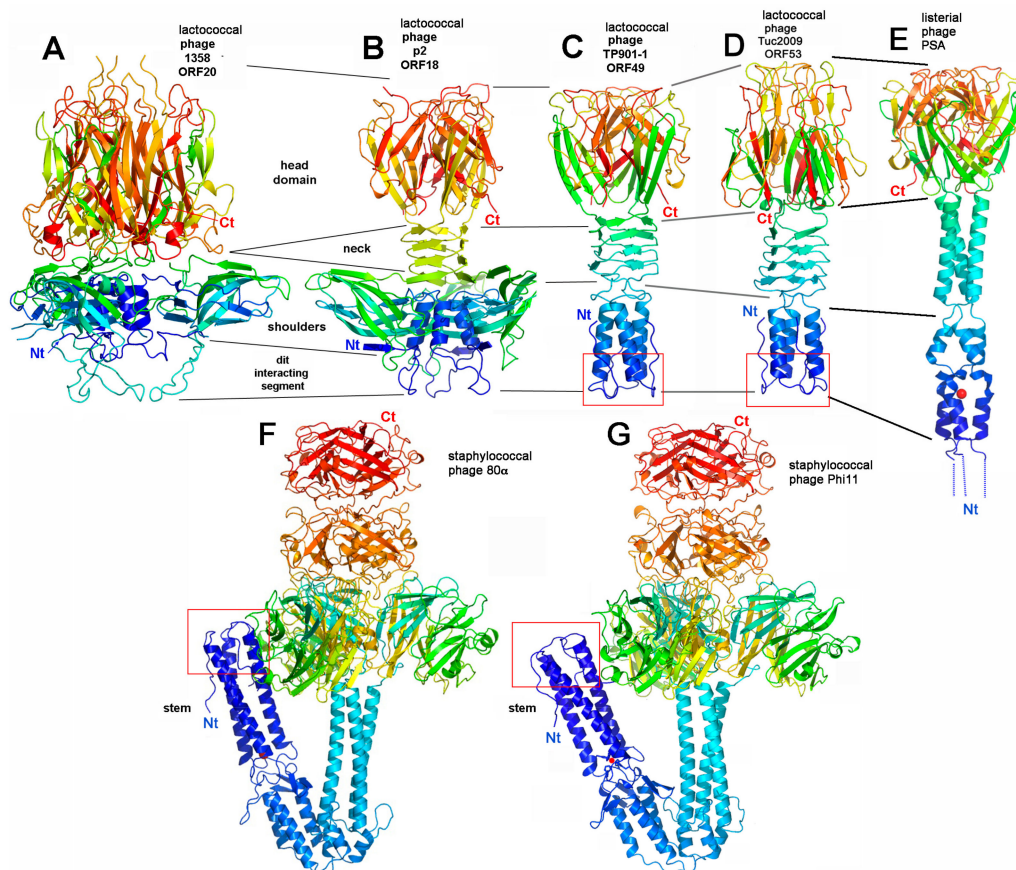 A
lactococcal
phage
1358
ORF20
B
lactococcal
phage
p2
ORF18
C
lactococcal
phage
TP901-1
ORF49
D
lactococcal
phage
Tuc2009
ORF53
E
listerial
phage
PSA
head
domain
neck
shoulders
dit
interacting
segment
Ct
Ct
Ct
Ct
Ct
Nt
Nt
Nt
Nt
Nt
F
Ct
staphylococcal
phage 80α
stem
Nt
G
Ct
staphylococcal
phage Phi11
stem
Nt